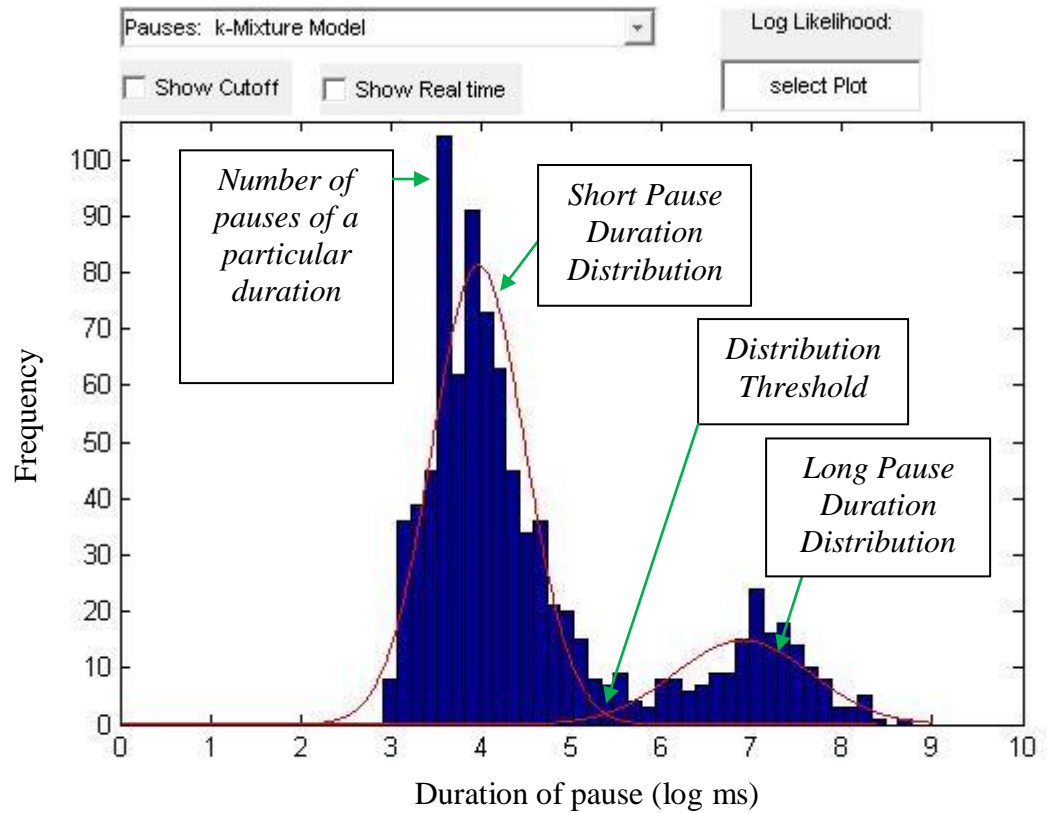 Pauses: k-Mixture Model
Log Likelihood:
Show Cutoff
Show Real time
select Plot
Number of
pauses of a
particular
duration
Short Pause
Duration
Distribution
Distribution
Threshold
Long Pause
Duration
Distribution
Frequency
100
90
80
70
60
50
40
30
20
10
0
0 1 2 3 4 5 6 7 8 9 10
Duration of pause (log ms)